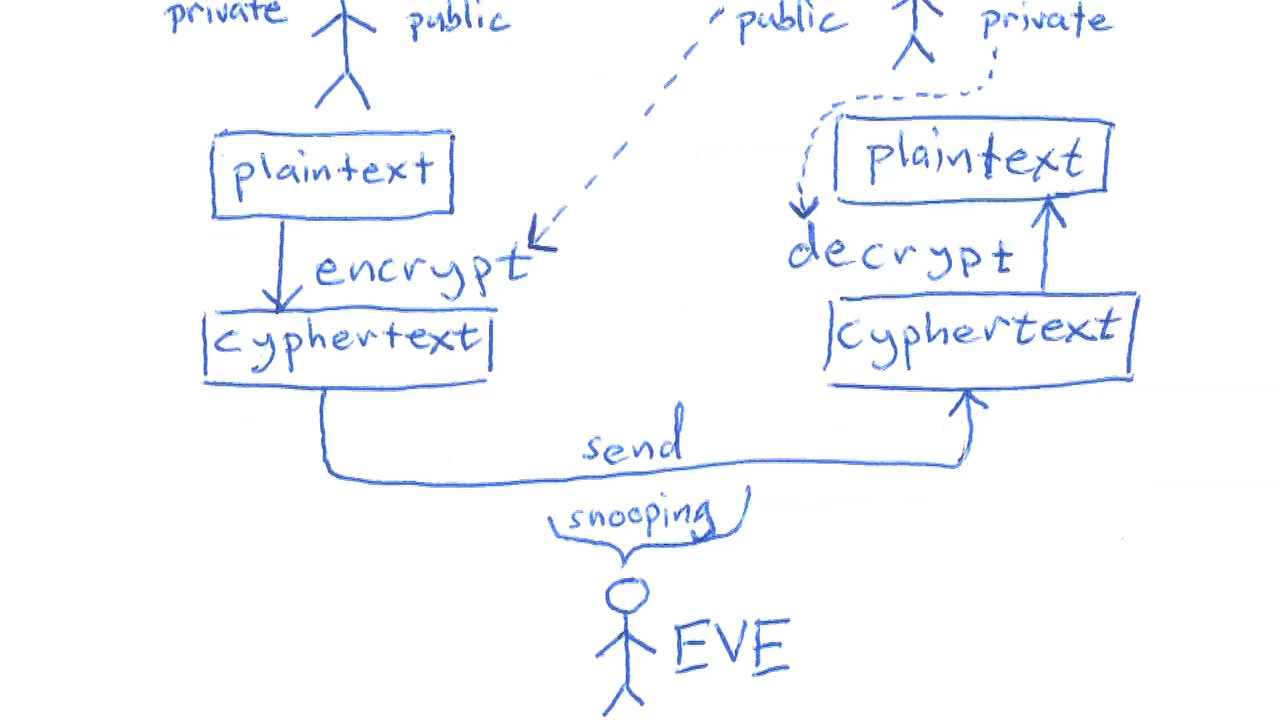 private
public
public
private
plaintext
plaintext
encrypt
decrypt
cyphertext
cyphertext
send
snooping
EVE